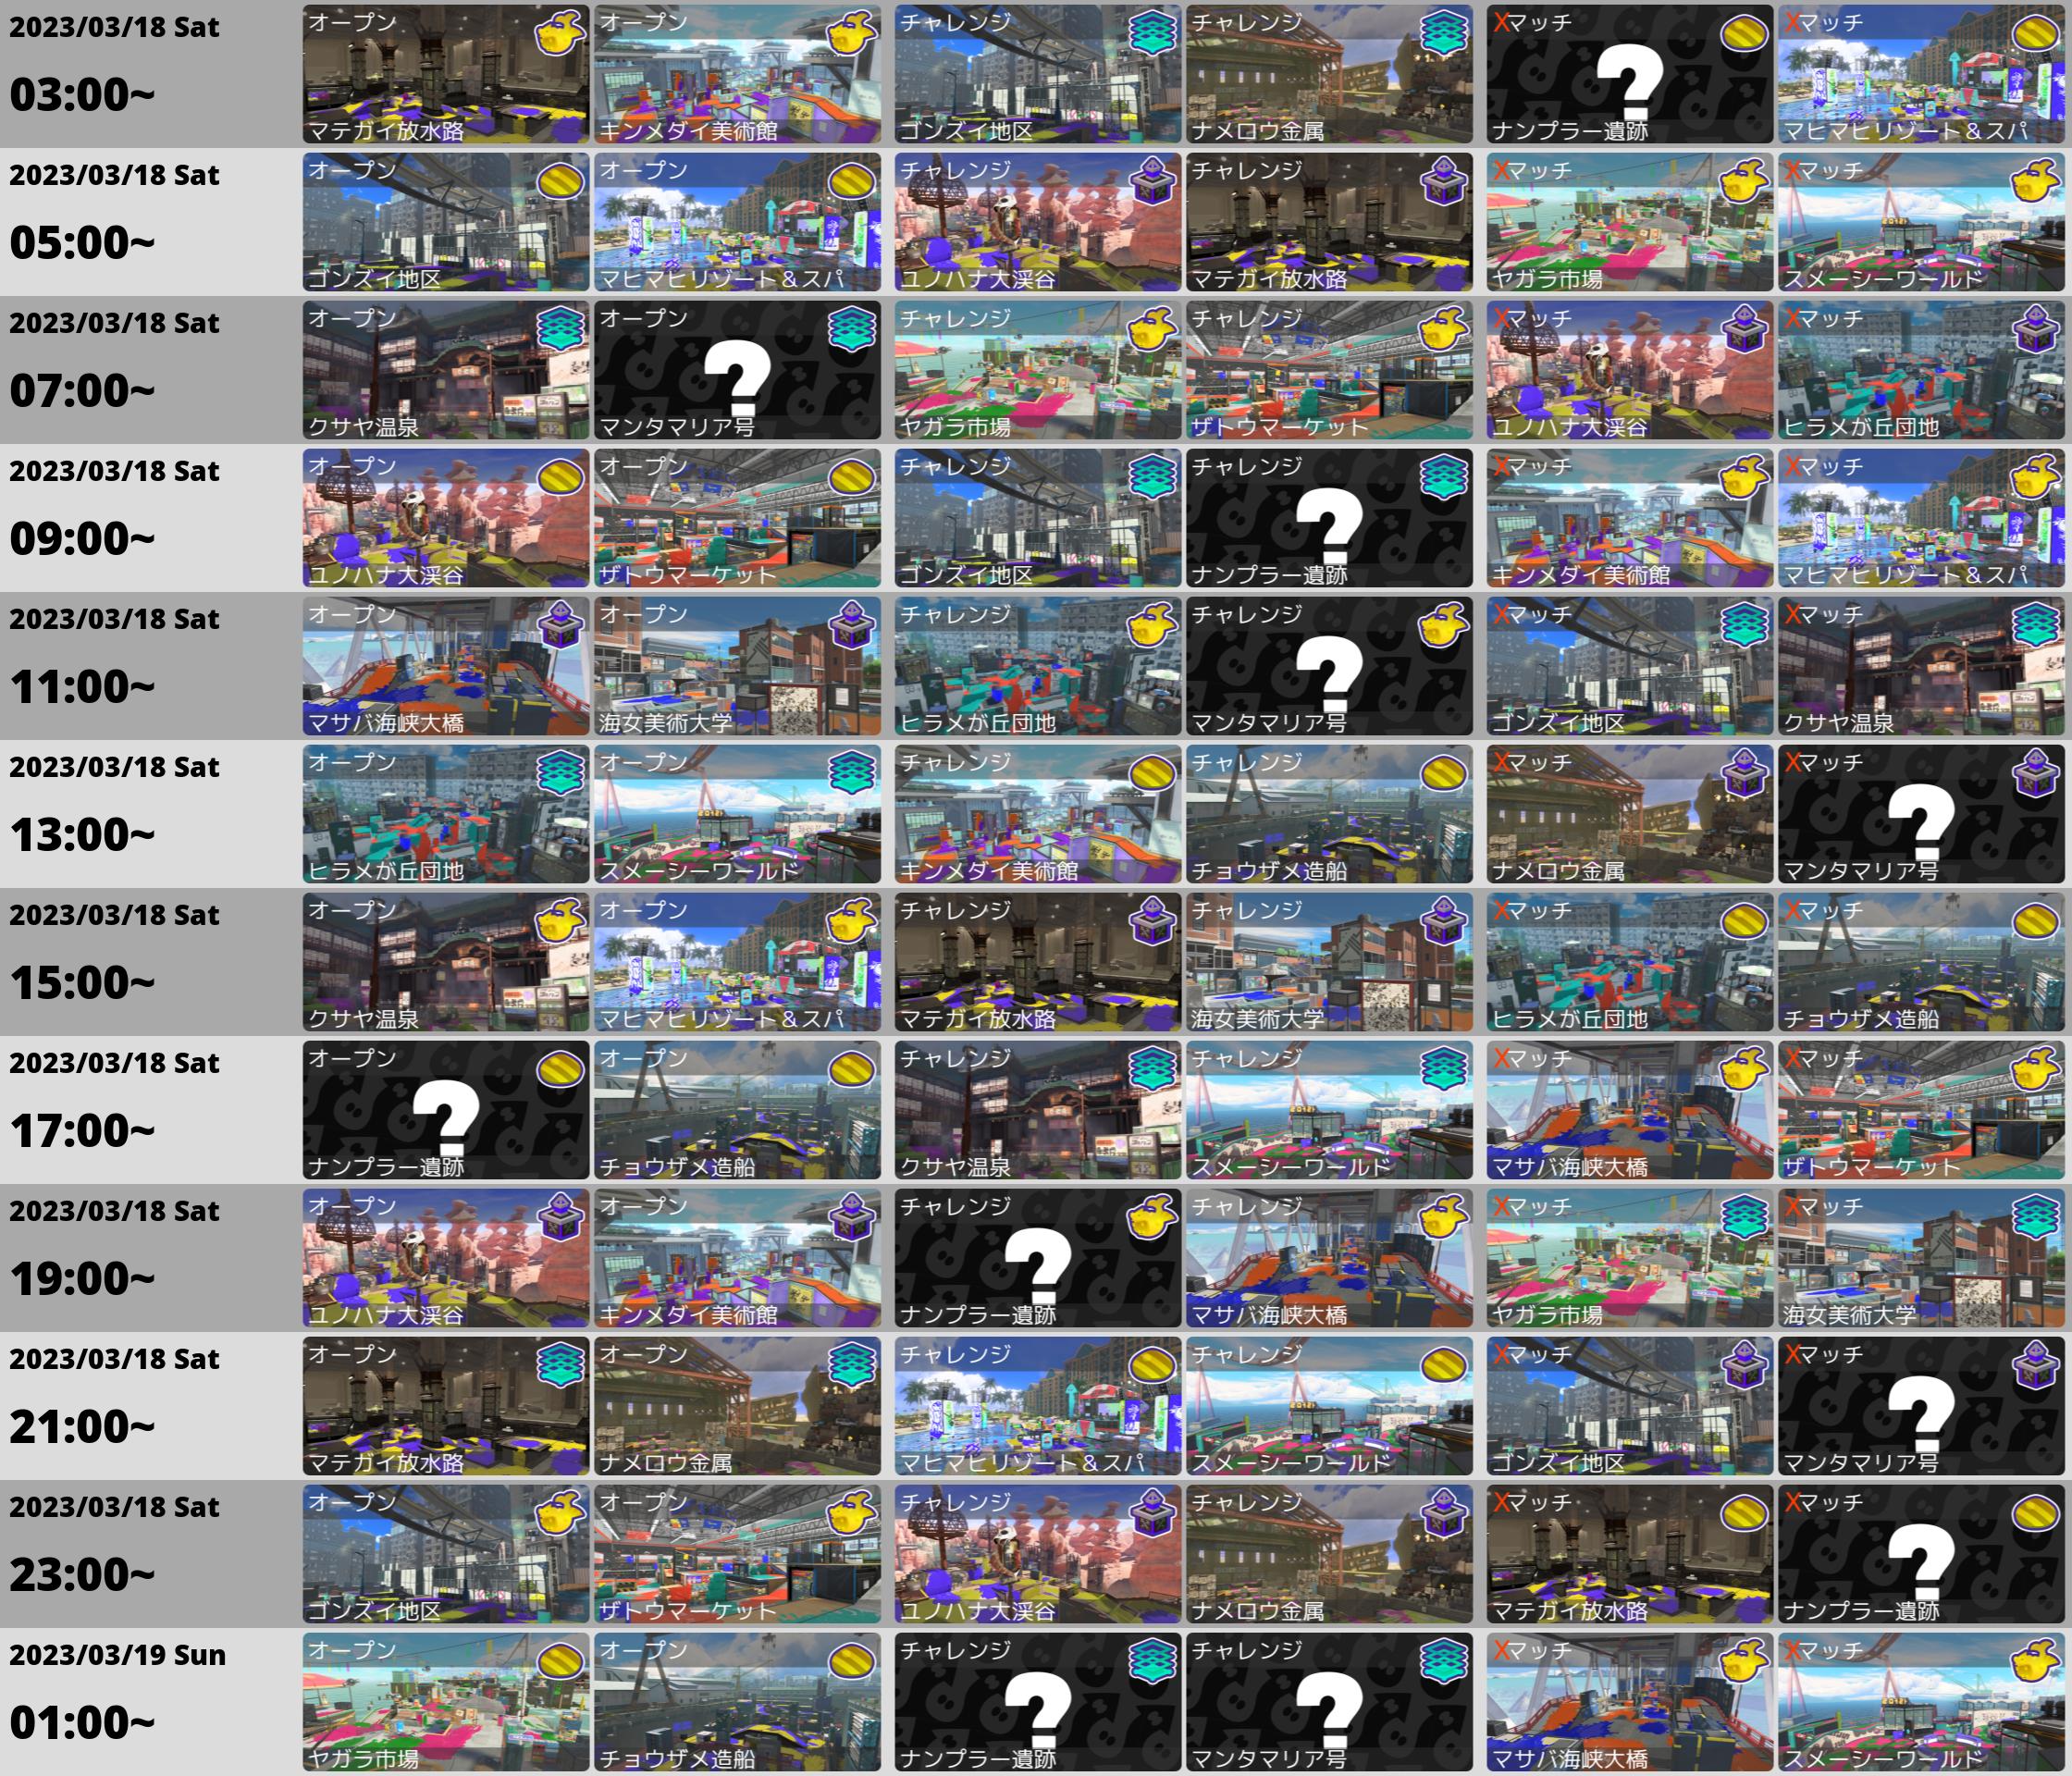 2023/03/18 Sat
03:00~
オープン
マテガイ放水路
オープン
キンメダイ美術館
チャレンジ
ゴンズイ地区
チャレンジ
ナメロウ金属
Xマッチ
ナンプラー遺跡
Xマッチ
マヒマヒリゾート＆スパ
2023/03/18 Sat
05:00~
オープン
ゴンズイ地区
オープン
マヒマヒリゾート＆スパ
チャレンジ
ユノハナ大渓谷
チャレンジ
マテガイ放水路
Xマッチ
ヤガラ市場
Xマッチ
スメーシーワールド
2023/03/18 Sat
07:00~
オープン
クサヤ温泉
オープン
マンタマリア号
チャレンジ
ヤガラ市場
チャレンジ
ザトウマーケット
Xマッチ
ユノハナ大渓谷
Xマッチ
ヒラメが丘団地
2023/03/18 Sat
09:00~
オープン
ユノハナ大渓谷
オープン
ザトウマーケット
チャレンジ
ゴンズイ地区
チャレンジ
ナンプラー遺跡
Xマッチ
キンメダイ美術館
Xマッチ
マヒマヒリゾート＆スパ
2023/03/18 Sat
11:00~
オープン
マサバ海峡大橋
オープン
海女美術大学
チャレンジ
ヒラメが丘団地
チャレンジ
マンタマリア号
Xマッチ
ゴンズイ地区
Xマッチ
クサヤ温泉
2023/03/18 Sat
13:00~
オープン
ヒラメが丘団地
オープン
スメーシーワールド
チャレンジ
キンメダイ美術館
チャレンジ
チョウザメ造船
Xマッチ
ナメロウ金属
Xマッチ
マンタマリア号
2023/03/18 Sat
15:00~
オープン
クサヤ温泉
オープン
マヒマヒリゾート＆スパ
チャレンジ
マテガイ放水路
チャレンジ
海女美術大学
Xマッチ
ヒラメが丘団地
Xマッチ
チョウザメ造船
2023/03/18 Sat
17:00~
オープン
ナンプラー遺跡
オープン
チョウザメ造船
チャレンジ
クサヤ温泉
チャレンジ
スメーシーワールド
Xマッチ
マサバ海峡大橋
Xマッチ
ザトウマーケット
2023/03/18 Sat
19:00~
オープン
ユノハナ大渓谷
オープン
キンメダイ美術館
チャレンジ
ナンプラー遺跡
チャレンジ
マサバ海峡大橋
Xマッチ
ヤガラ市場
Xマッチ
海女美術大学
2023/03/18 Sat
21:00~
オープン
マテガイ放水路
オープン
ナメロウ金属
チャレンジ
マヒマヒリゾート＆スパ
チャレンジ
スメーシーワールド
Xマッチ
ゴンズイ地区
Xマッチ
マンタマリア号
2023/03/18 Sat
23:00~
オープン
ゴンズイ地区
オープン
ザトウマーケット
チャレンジ
ユノハナ大渓谷
チャレンジ
ナメロウ金属
Xマッチ
マテガイ放水路
Xマッチ
ナンプラー遺跡
2023/03/19 Sun
01:00~
オープン
ヤガラ市場
オープン
チョウザメ造船
チャレンジ
ナンプラー遺跡
チャレンジ
マンタマリア号
Xマッチ
マサバ海峡大橋
Xマッチ
スメーシーワールド